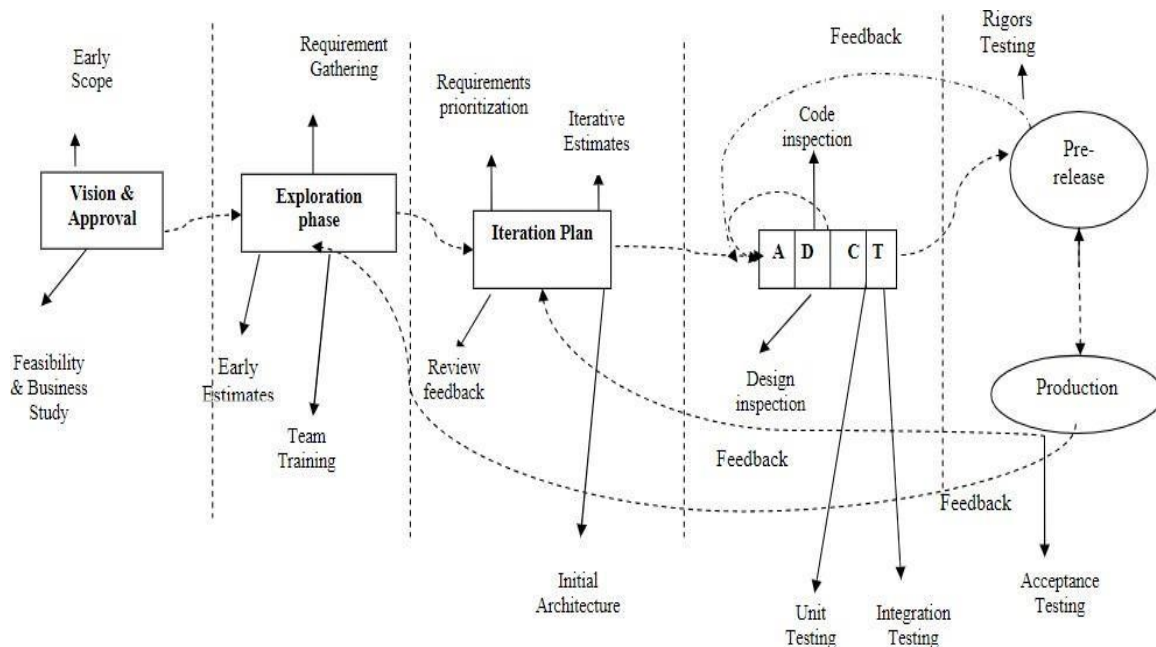 Early
Scope
Vision &
Approval
Feasibility
& Business
Study
Requirement
Gathering
Exploration
phase
Early
Estimates
Team
Training
Requirements
prioritization
Iterative
Estimates
Iteration Plan
Review
feedback
Initial
Architecture
Feedback
Code
inspection
A D C T
Design
inspection
Feedback
Unit
Testing
Integration
Testing
Rigors
Testing
Pre-
release
Production
Feedback
Acceptance
Testing